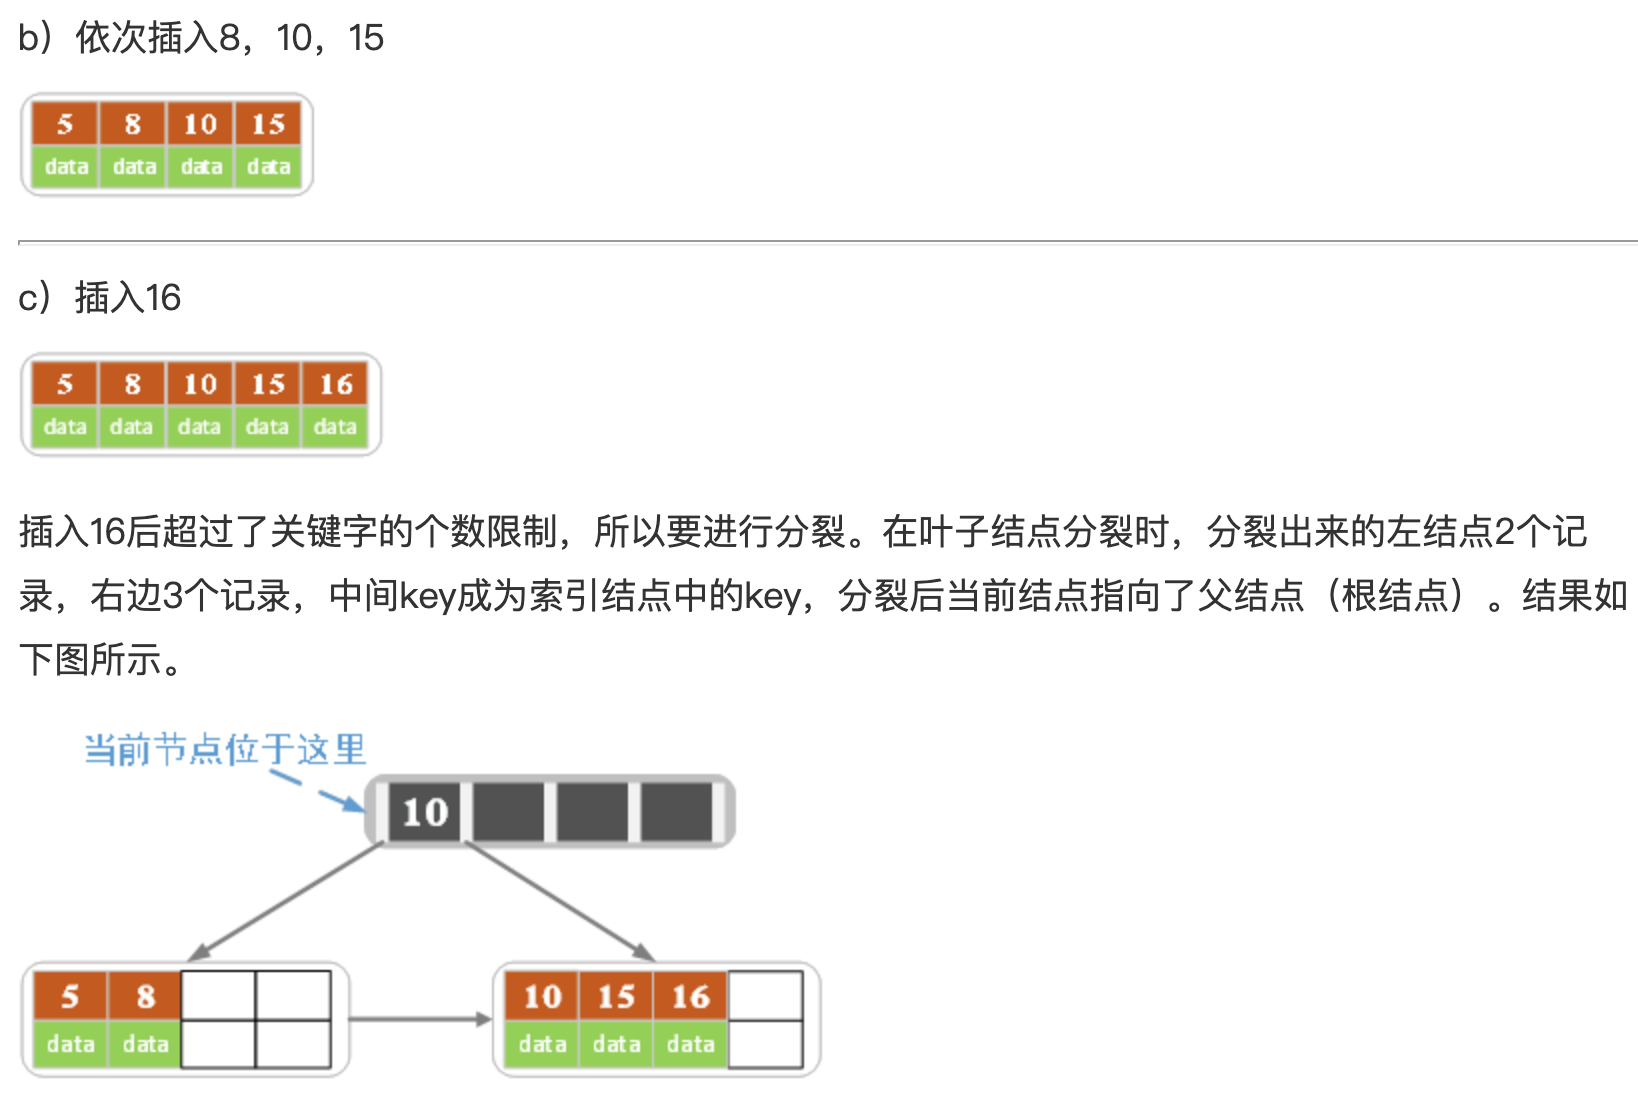 b）依次插入8，10，15
5 8 10 15
data data data data
c）插入16
5 8 10 15 16
data data data data data
插入16后超过了关键字的个数限制，所以要进行分裂。在叶子结点分裂时，分裂出来的左结点2个记
录，右边3个记录，中间key成为索引结点中的key，分裂后当前结点指向了父结点（根结点）。结果如
下图所示。
当前节点位于这里
10
5 8
data data
10 15 16
data data data